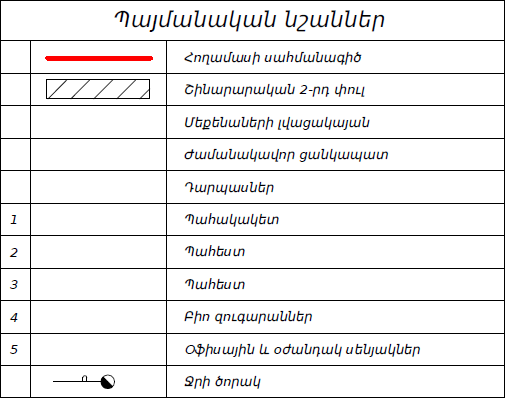 Պայմանական նշաններ
Հողամասի սահմանագիծ
Շինարարական 2-րդ փուլ
Մեքենաների լվացակայան
Ժամանակավոր ցանկապատ
Դարպասներ
1 Պահակակետ
2 Պահեստ
3 Պահեստ
4 Բիո զուգարաններ
5 Օֆիսային և օժանդակ սենյակներ
Ջրի ծորակ